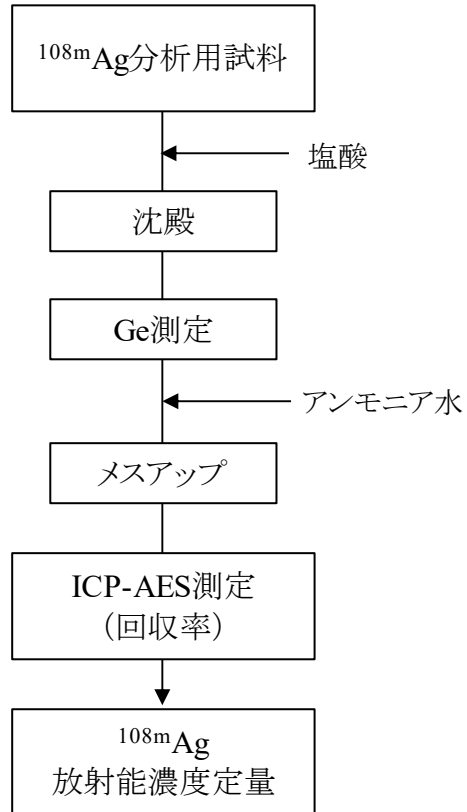 108mAg分析用試料
塩酸
沈殿
Ge測定
アンモニア水
メスアップ
ICP-AES測定
（回収率）
108mAg
放射能濃度定量